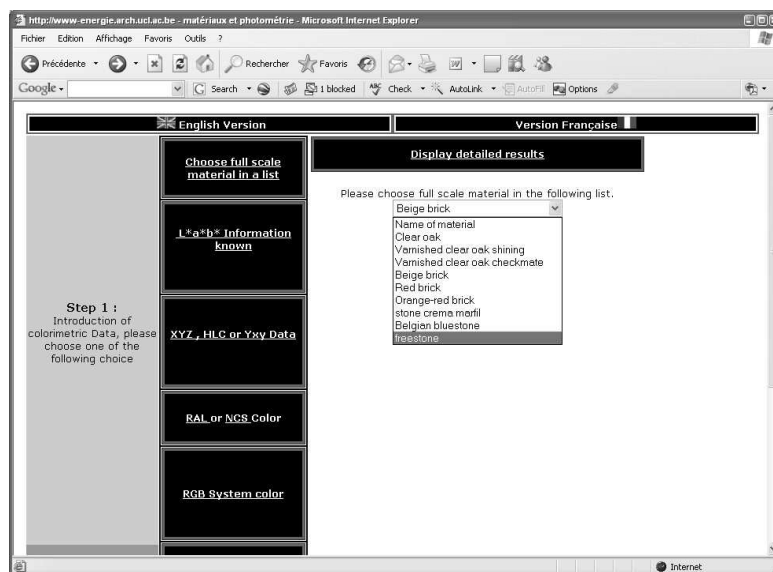 http://www-energie.arch.ucl.ac.be - matériaux et photométrie - Microsoft Internet Explorer
Fichier Edition Affichage Favoris Outils ?
Précédente Rechercher Favoris
Google Search 1 blocked Check AutoLink AutoFill Options
English Version
Version Française
Step 1 :
Introduction of
colorimetric Data, please
choose one of the
following choice
Choose full scale
material in a list
L*a*b* Information
known
XYZ , HLC or Yxy Data
RAL or NCS Color
RGB System color
Display detailed results
Please choose full scale material in the following list.
Beige brick
Name of material
Clear oak
Varnished clear oak shining
Varnished clear oak checkmate
Beige brick
Red brick
Orange-red brick
stone crema marfil
Belgian bluestone
freestone
Internet